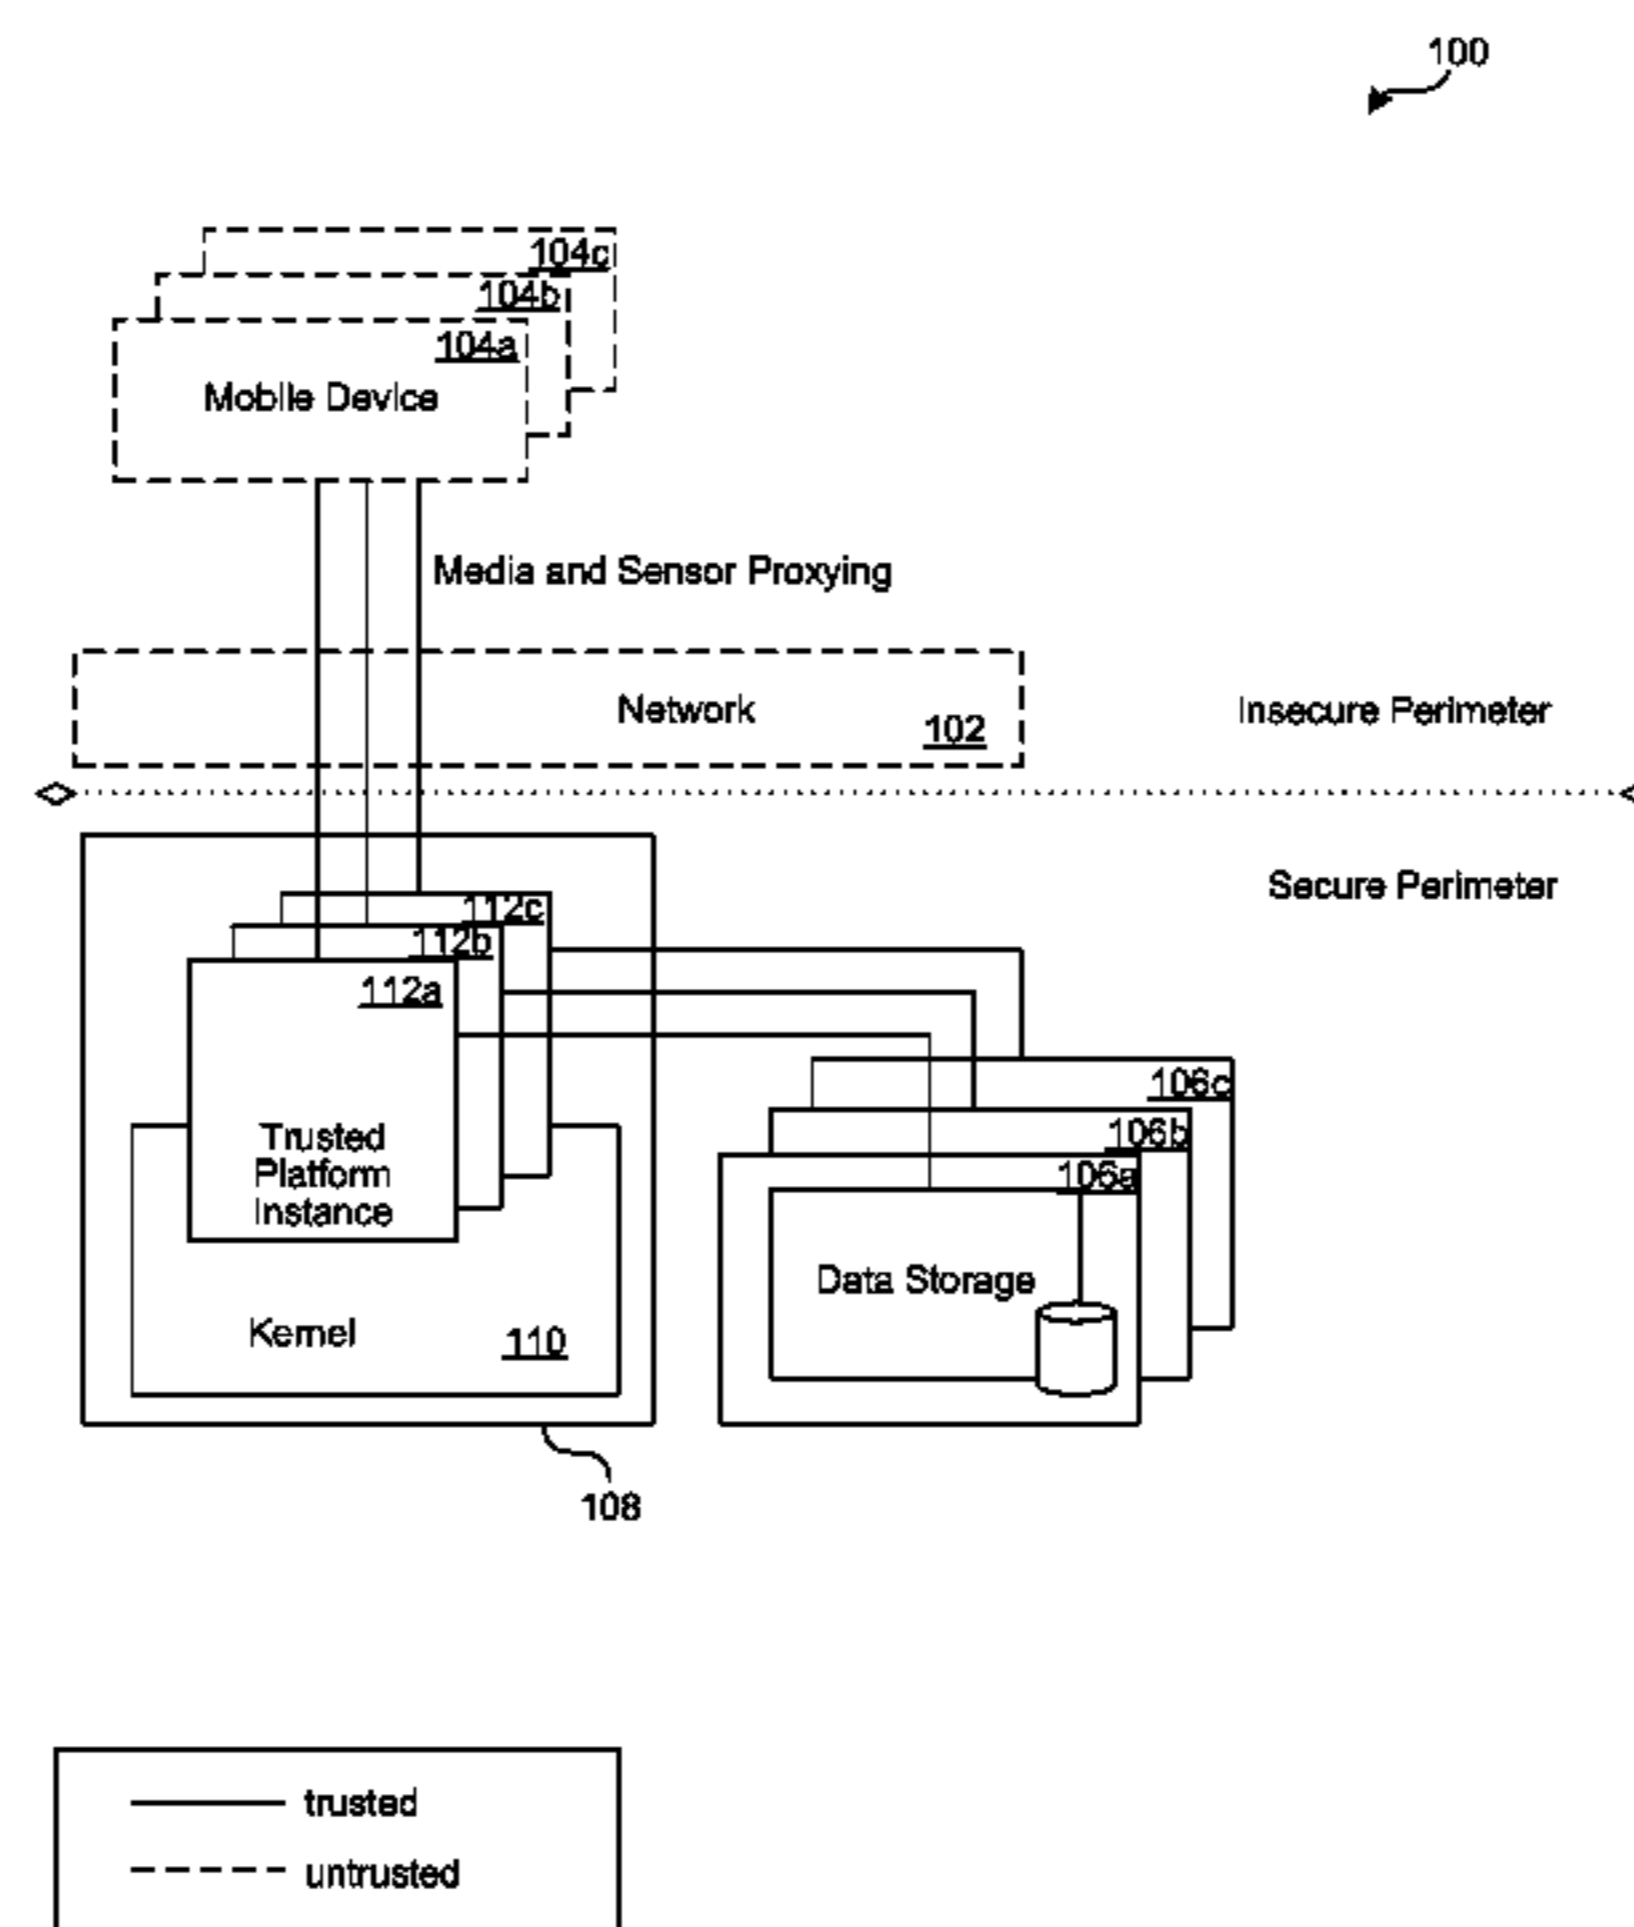 100
104c
104b
104a
Mobile Device
Media and Sensor Proxying
Network
102
Insecure Perimeter
Secure Perimeter
112c
112b
112a
Trusted
Platform
Instance
Kernel
110
106c
106b
106a
Data Storage
108
trusted
untrusted